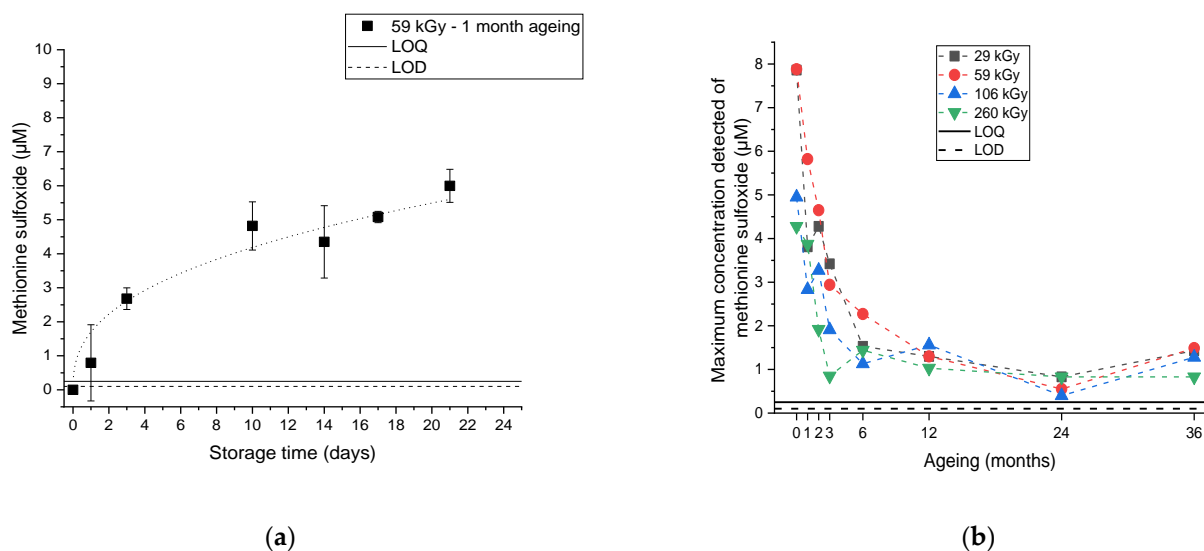 59 kGy - 1 month ageing
LOQ
LOD
10
9
8
7
6
5
4
3
2
1
0
Methionine sulfoxide (μM)
0 2 4 6 8 10 12 14 16 18 20 22 24
Storage time (days)
(a)
29 kGy
59 kGy
106 kGy
260 kGy
LOQ
LOD
8
7
6
5
4
3
2
1
0
Maximum concentration detected of
methionine sulfoxide (μM)
0 1 2 3 6 12 24 36
Ageing (months)
(b)